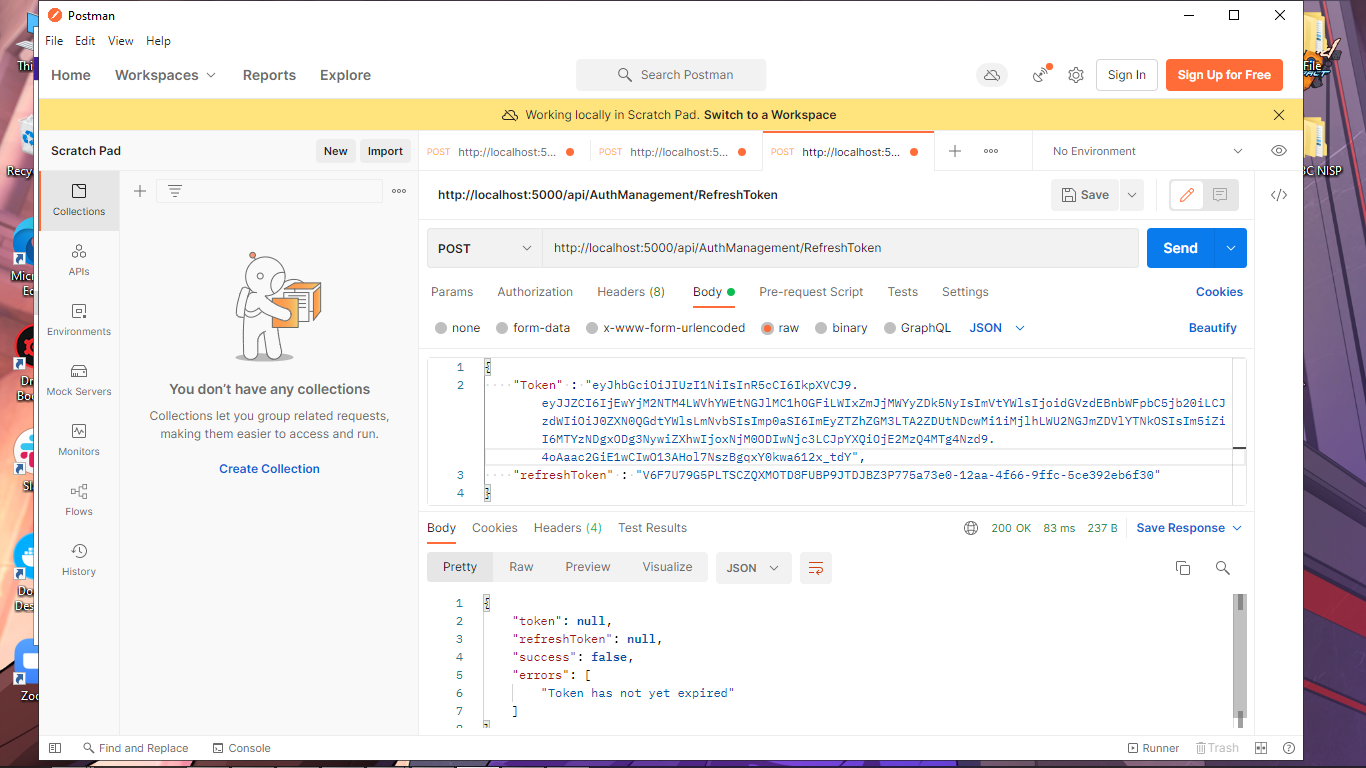 Postman
File Edit View Help
Home Workspaces Reports Explore Search Postman Sign In Sign Up for Free
Working locally in Scratch Pad. Switch to a Workspace
Scratch Pad New Import
POST http://localhost:5... POST http://localhost:5... POST http://localhost:5... No Environment
http://localhost:5000/api/AuthManagement/RefreshToken Save
POST http://localhost:5000/api/AuthManagement/RefreshToken Send
Params Authorization Headers (8) Body Pre-request Script Tests Settings Cookies
none form-data x-www-form-urlencoded raw binary GraphQL JSON Beautify
Collections
APIs
Environments
Mock Servers
Monitors
Flows
History
You don't have any collections
Collections let you group related requests,
making them easier to access and run.
Create Collection
1 {
2 "Token" : "eyJhbGciOiJIUzI1NiIsInR5cCI6IkpXVCJ9.
eyJJZCI6IjEwYjM2NTM4LWVhYWEtNGJlMC1hOGFiLWIxZmJjMWYyZDk5NyIsImVtYWlsIjoidGVzdEBnbWFpbC5jb20iLCJ
zdWIiOiJ0ZXN0QGdtYWlsLmNvbSIsImp0aSI6ImEyZTZhZGM3LTA2ZDUtNDcwMi1iMjlhLWU2NGJmZDVlYTNkOSIsIm5iZi
I6MTYzNDgxODg3NywiZXhwIjoxNjM0ODIwNjc3LCJpYXQiOjE2MzQ4MTg4Nzd9.
4oAaac2GiE1wCIwO13AHol7NszBgqxY0kwa612x_tdY",
3 "refreshToken" : "V6F7U79G5PLTSCZQXMOTD8FUBP9JTDJBZ3P775a73e0-12aa-4f66-9ffc-5ce392eb6f30"
4 }
Body Cookies Headers (4) Test Results 200 OK 83 ms 237 B Save Response
Pretty Raw Preview Visualize JSON
1 {
2 "token": null,
3 "refreshToken": null,
4 "success": false,
5 "errors": [
6 "Token has not yet expired"
7 ]
Find and Replace Console Runner Trash
File
BC NISP